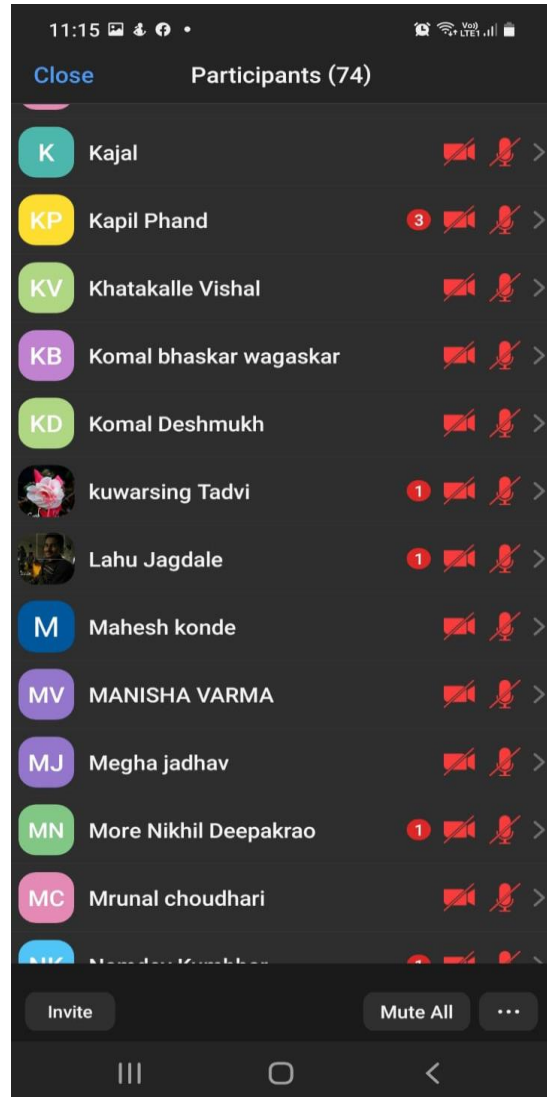 11:15
Vo)) LTE1
Close Participants (74)
K Kajal
KP Kapil Phand 3
KV Khatakalle Vishal
KB Komal bhaskar wagaskar
KD Komal Deshmukh
kuwarsing Tadvi 1
Lahu Jagdale 1
M Mahesh konde
MV MANISHA VARMA
MJ Megha jadhav
MN More Nikhil Deepakrao 1
MC Mrunal choudhari
Invite Mute All ...